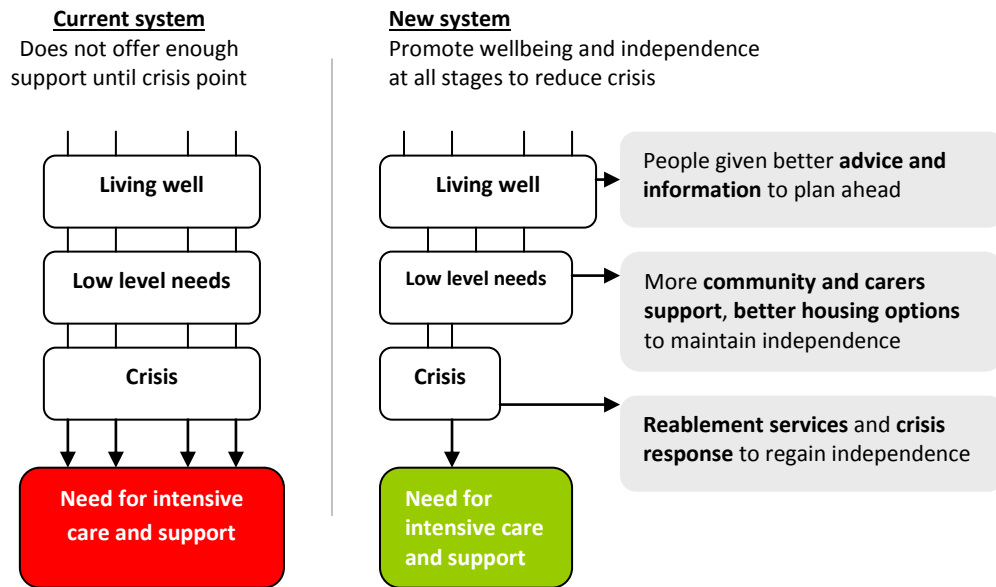 Current system
Does not offer enough
support until crisis point
Living well
Low level needs
Crisis
Need for intensive
care and support
New system
Promote wellbeing and independence
at all stages to reduce crisis
Living well
People given better advice and
information to plan ahead
Low level needs
More community and carers
support, better housing options
to maintain independence
Crisis
Reablement services and crisis
response to regain independence
Need for
intensive care
and support